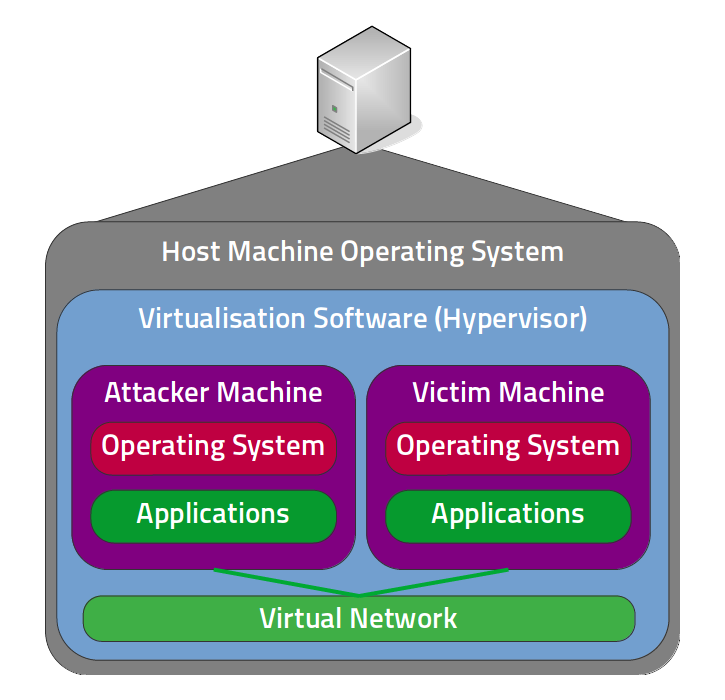 Host Machine Operating System
Virtualisation Software (Hypervisor)
Attacker Machine
Operating System
Applications
Victim Machine
Operating System
Applications
Virtual Network